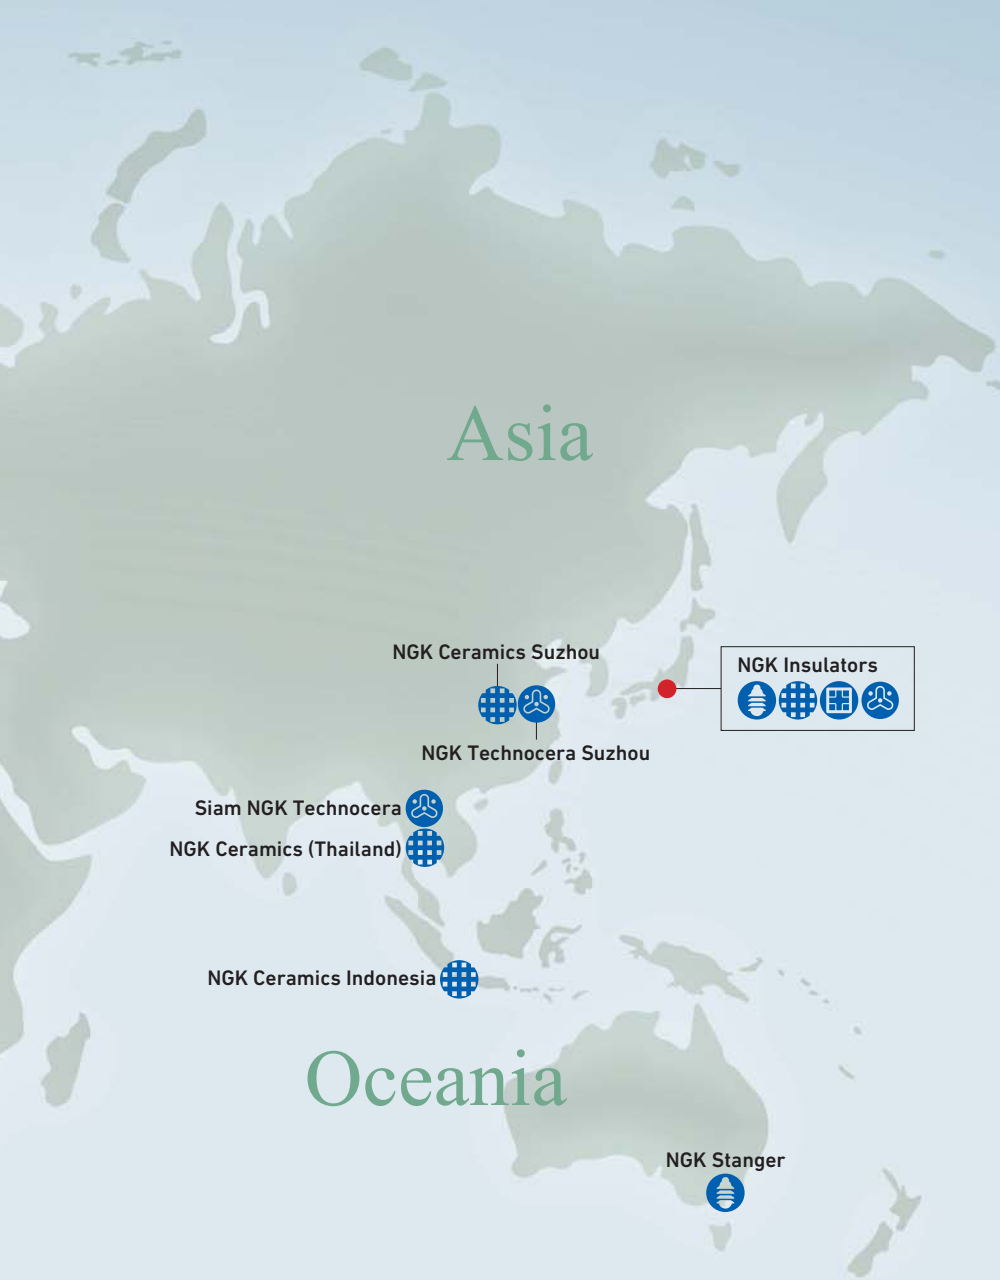 Asia
NGK Ceramics Suzhou
NGK Insulators
NGK Technocera Suzhou
Siam NGK Technocera
NGK Ceramics (Thailand)
NGK Ceramics Indonesia
Oceania
NGK Stanger